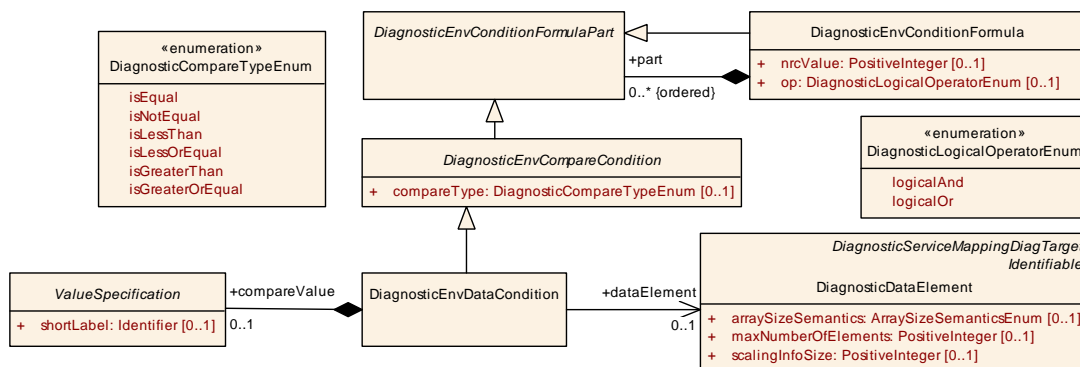 «enumeration»
DiagnosticCompareTypeEnum
isEqual
isNotEqual
isLessThan
isLessOrEqual
isGreaterThan
isGreaterOrEqual
DiagnosticEnvConditionFormulaPart
+part
0..* {ordered}
DiagnosticEnvConditionFormula
+ nrcValue: PositiveInteger [0..1]
+ op: DiagnosticLogicalOperatorEnum [0..1]
«enumeration»
DiagnosticLogicalOperatorEnum
logicalAnd
logicalOr
DiagnosticEnvCompareCondition
+ compareType: DiagnosticCompareTypeEnum [0..1]
ValueSpecification
+ shortLabel: Identifier [0..1]
+compareValue
0..1
DiagnosticEnvDataCondition
+dataElement
0..1
DiagnosticServiceMappingDiagTarget
Identifiable
DiagnosticDataElement
+ arraySizeSemantics: ArraySizeSemanticsEnum [0..1]
+ maxNumberOfElements: PositiveInteger [0..1]
+ scalingInfoSize: PositiveInteger [0..1]